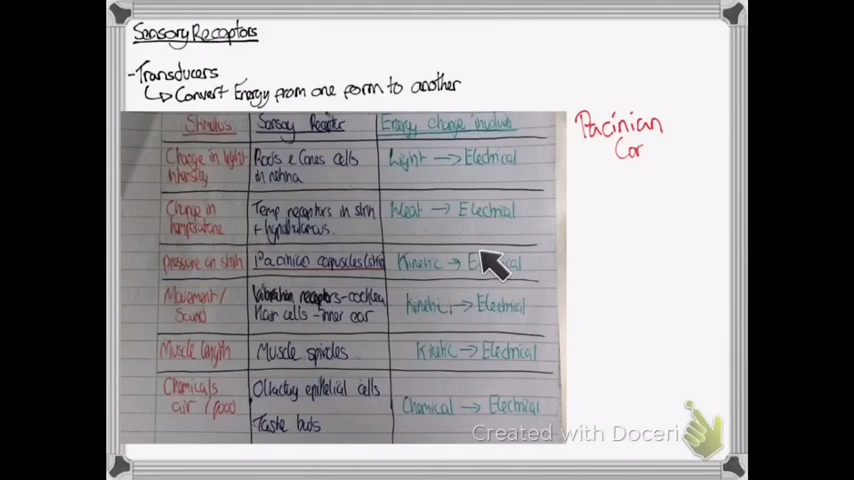 Sensory Receptors
- Transducers
↳ Convert Energy from one form to another
Stimulus
Sensory Receptor
Energy change involved
Change in light
intensity
Rods & Cones cells
in retina
Light → Electrical
Change in
temperature
Temp receptors in skin
+ hypothalamus.
Heat → Electrical
pressure on skin
Pacinian corpuscles (skin
Kinetic → 
Movement/
Sound
Vibration receptors - cochlea
Hair cells - inner ear
Kinetic → Electrical
Muscle length
Muscle spindles
Kinetic → Electrical
Chemicals
air / food
Olfactory epithelial cells
Taste buds
Chemical → Electrical
Pacinian
Cor
Created with Doceri